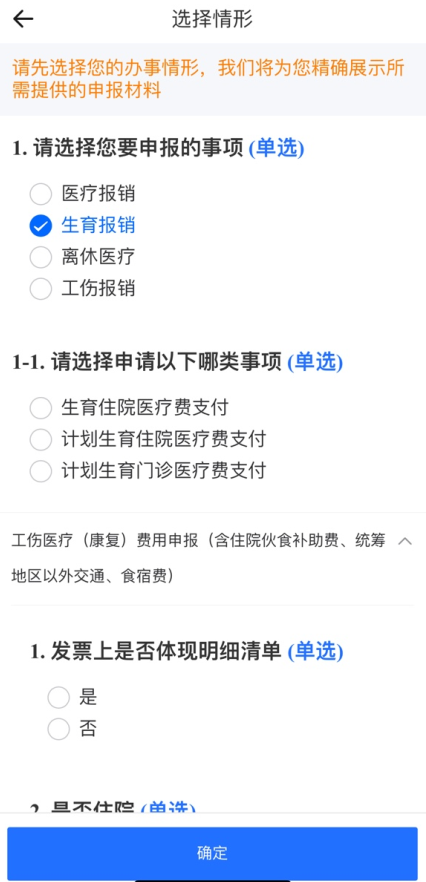 选择情形
请先选择您的办事情形，我们将为您精确展示所
需提供的申报材料
1. 请选择您要申报的事项 (单选)
医疗报销
生育报销
离休医疗
工伤报销
1-1. 请选择申请以下哪类事项 (单选)
生育住院医疗费支付
计划生育住院医疗费支付
计划生育门诊医疗费支付
工伤医疗（康复）费用申报（含住院伙食补助费、统筹
地区以外交通、食宿费）
1. 发票上是否体现明细清单 (单选)
是
否
2. 是否住院 (单选)
确定